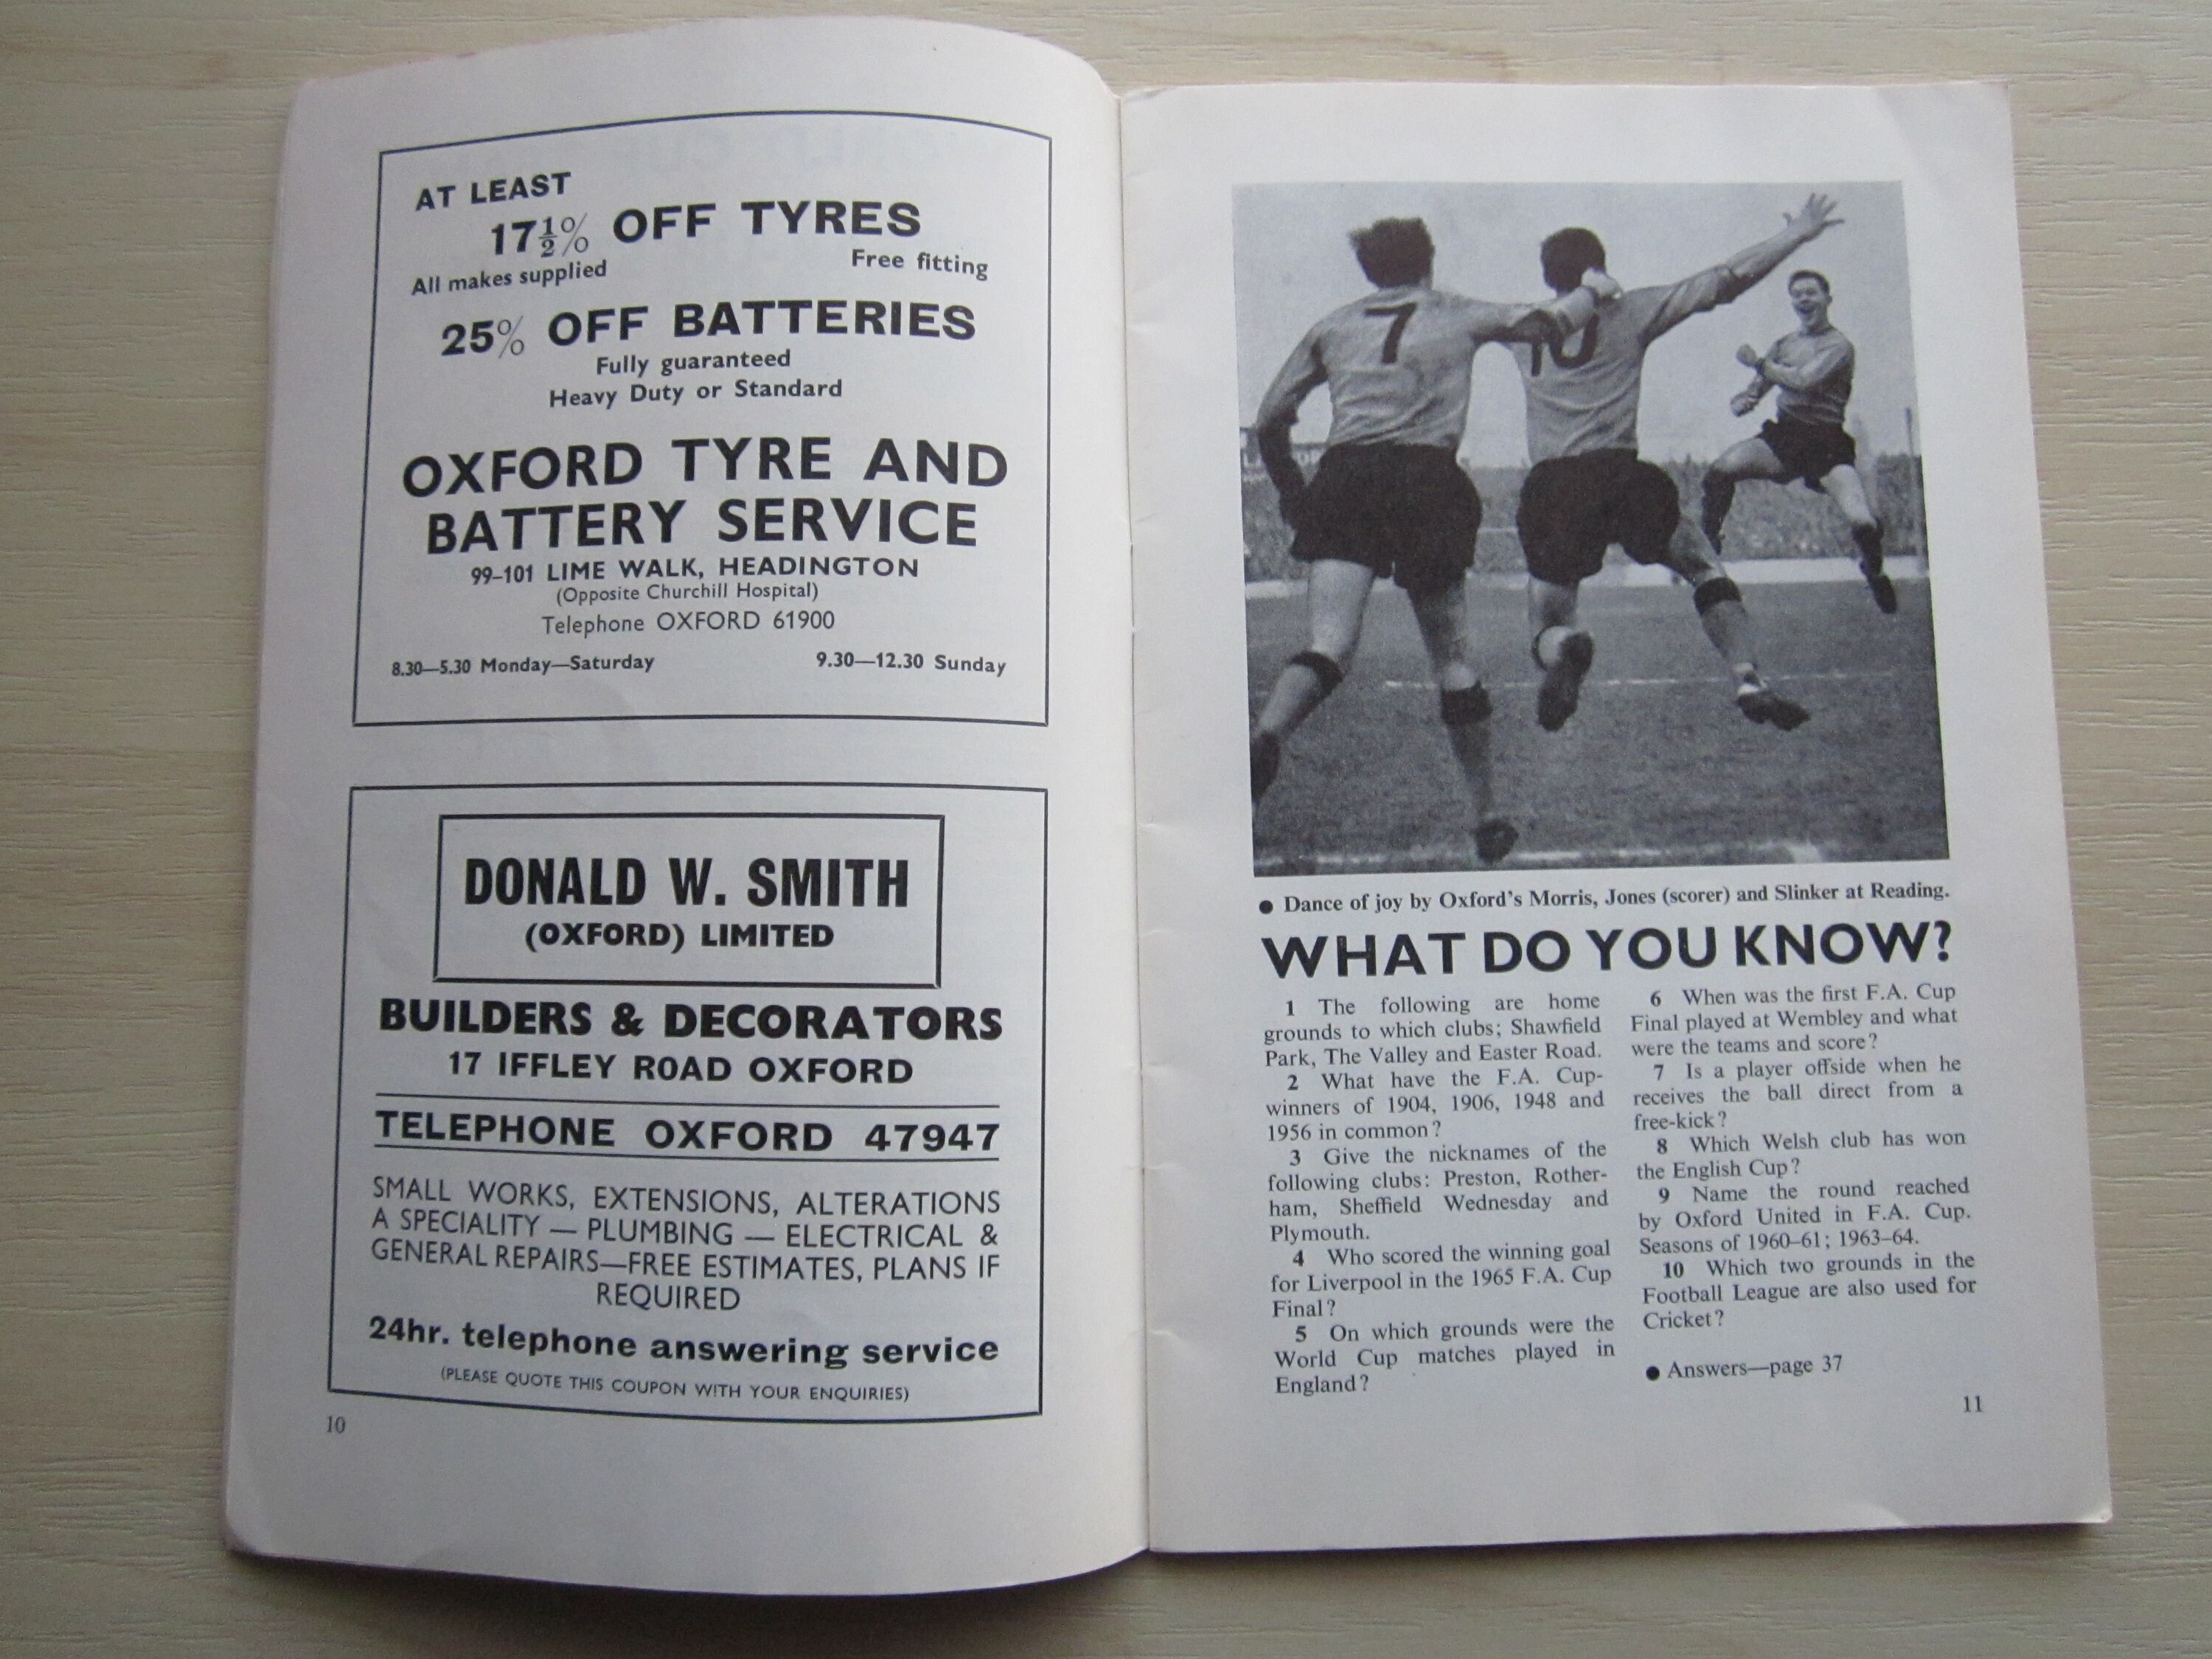 AT LEAST
17½% OFF TYRES
All makes supplied
Free fitting
25% OFF BATTERIES
Fully guaranteed
Heavy Duty or Standard
OXFORD TYRE AND
BATTERY SERVICE
99–101 LIME WALK, HEADINGTON
(Opposite Churchill Hospital)
Telephone OXFORD 61900
8.30—5.30 Monday—Saturday
9.30—12.30 Sunday
DONALD W. SMITH
(OXFORD) LIMITED
BUILDERS & DECORATORS
17 IFFLEY ROAD OXFORD
TELEPHONE OXFORD 47947
SMALL WORKS, EXTENSIONS, ALTERATIONS
A SPECIALITY — PLUMBING — ELECTRICAL &
GENERAL REPAIRS—FREE ESTIMATES, PLANS IF
REQUIRED
24hr. telephone answering service
(PLEASE QUOTE THIS COUPON WITH YOUR ENQUIRIES)
10
7
10
● Dance of joy by Oxford's Morris, Jones (scorer) and Slinker at Reading.
WHAT DO YOU KNOW?
1 The following are home
grounds to which clubs; Shawfield
Park, The Valley and Easter Road.
2 What have the F.A. Cup-
winners of 1904, 1906, 1948 and
1956 in common?
3 Give the nicknames of the
following clubs: Preston, Rother-
ham, Sheffield Wednesday and
Plymouth.
4 Who scored the winning goal
for Liverpool in the 1965 F.A. Cup
Final?
5 On which grounds were the
World Cup matches played in
England?
6 When was the first F.A. Cup
Final played at Wembley and what
were the teams and score?
7 Is a player offside when he
receives the ball direct from a
free-kick?
8 Which Welsh club has won
the English Cup?
9 Name the round reached
by Oxford United in F.A. Cup.
Seasons of 1960–61; 1963–64.
10 Which two grounds in the
Football League are also used for
Cricket?
● Answers—page 37
11